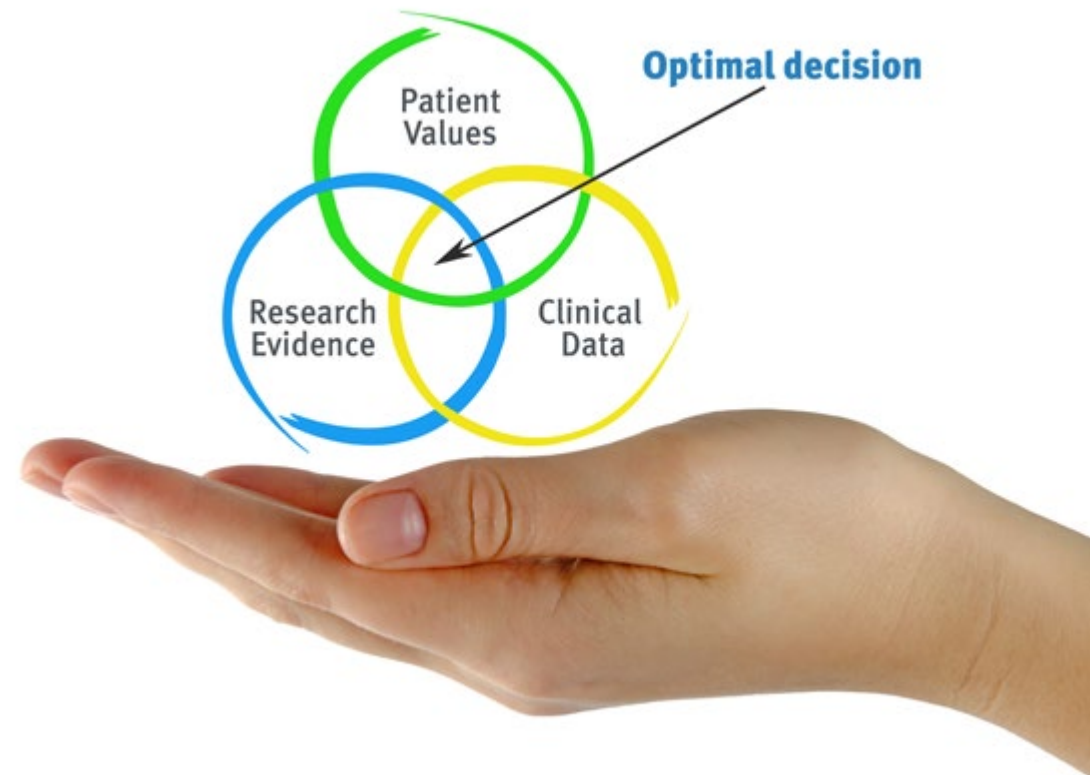 Optimal decision
Patient
Values
Research
Evidence
Clinical
Data